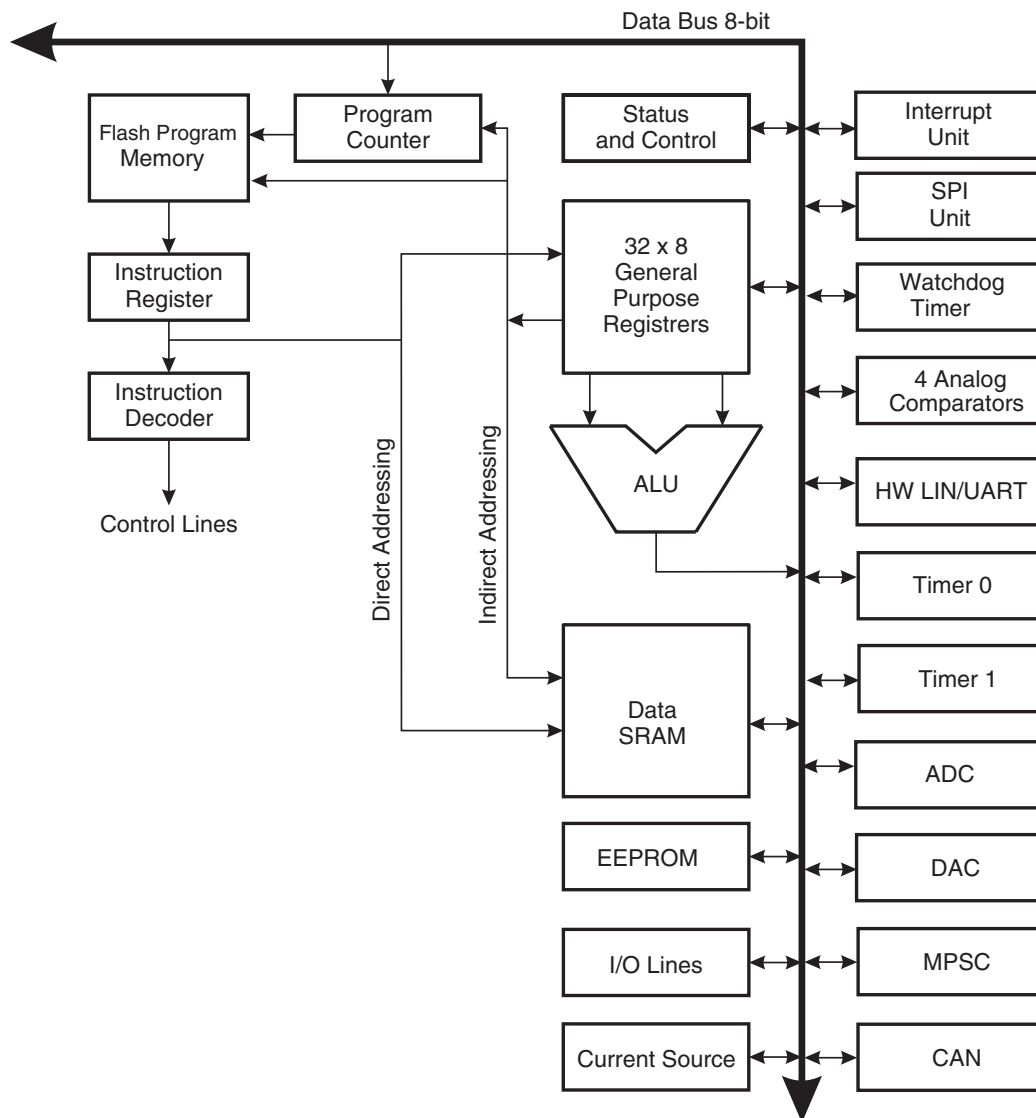 Data Bus 8-bit
Flash Program
Memory
Program
Counter
Status
and Control
Interrupt
Unit
SPI
Unit
Instruction
Register
32 x 8
General
Purpose
Registrers
Watchdog
Timer
Instruction
Decoder
4 Analog
Comparators
Control Lines
Direct Addressing
Indirect Addressing
ALU
HW LIN/UART
Timer 0
Data
SRAM
Timer 1
ADC
EEPROM
DAC
I/O Lines
MPSC
Current Source
CAN